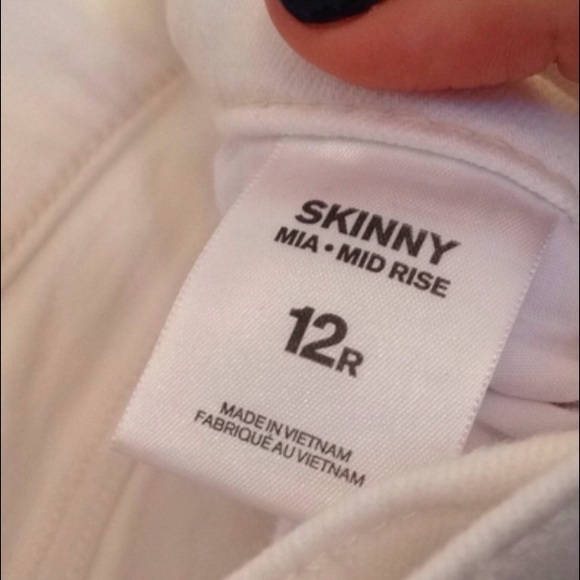 SKINNY
MIA • MID RISE
12R
MADE IN VIETNAM
FABRIQUÉ AU VIETNAM